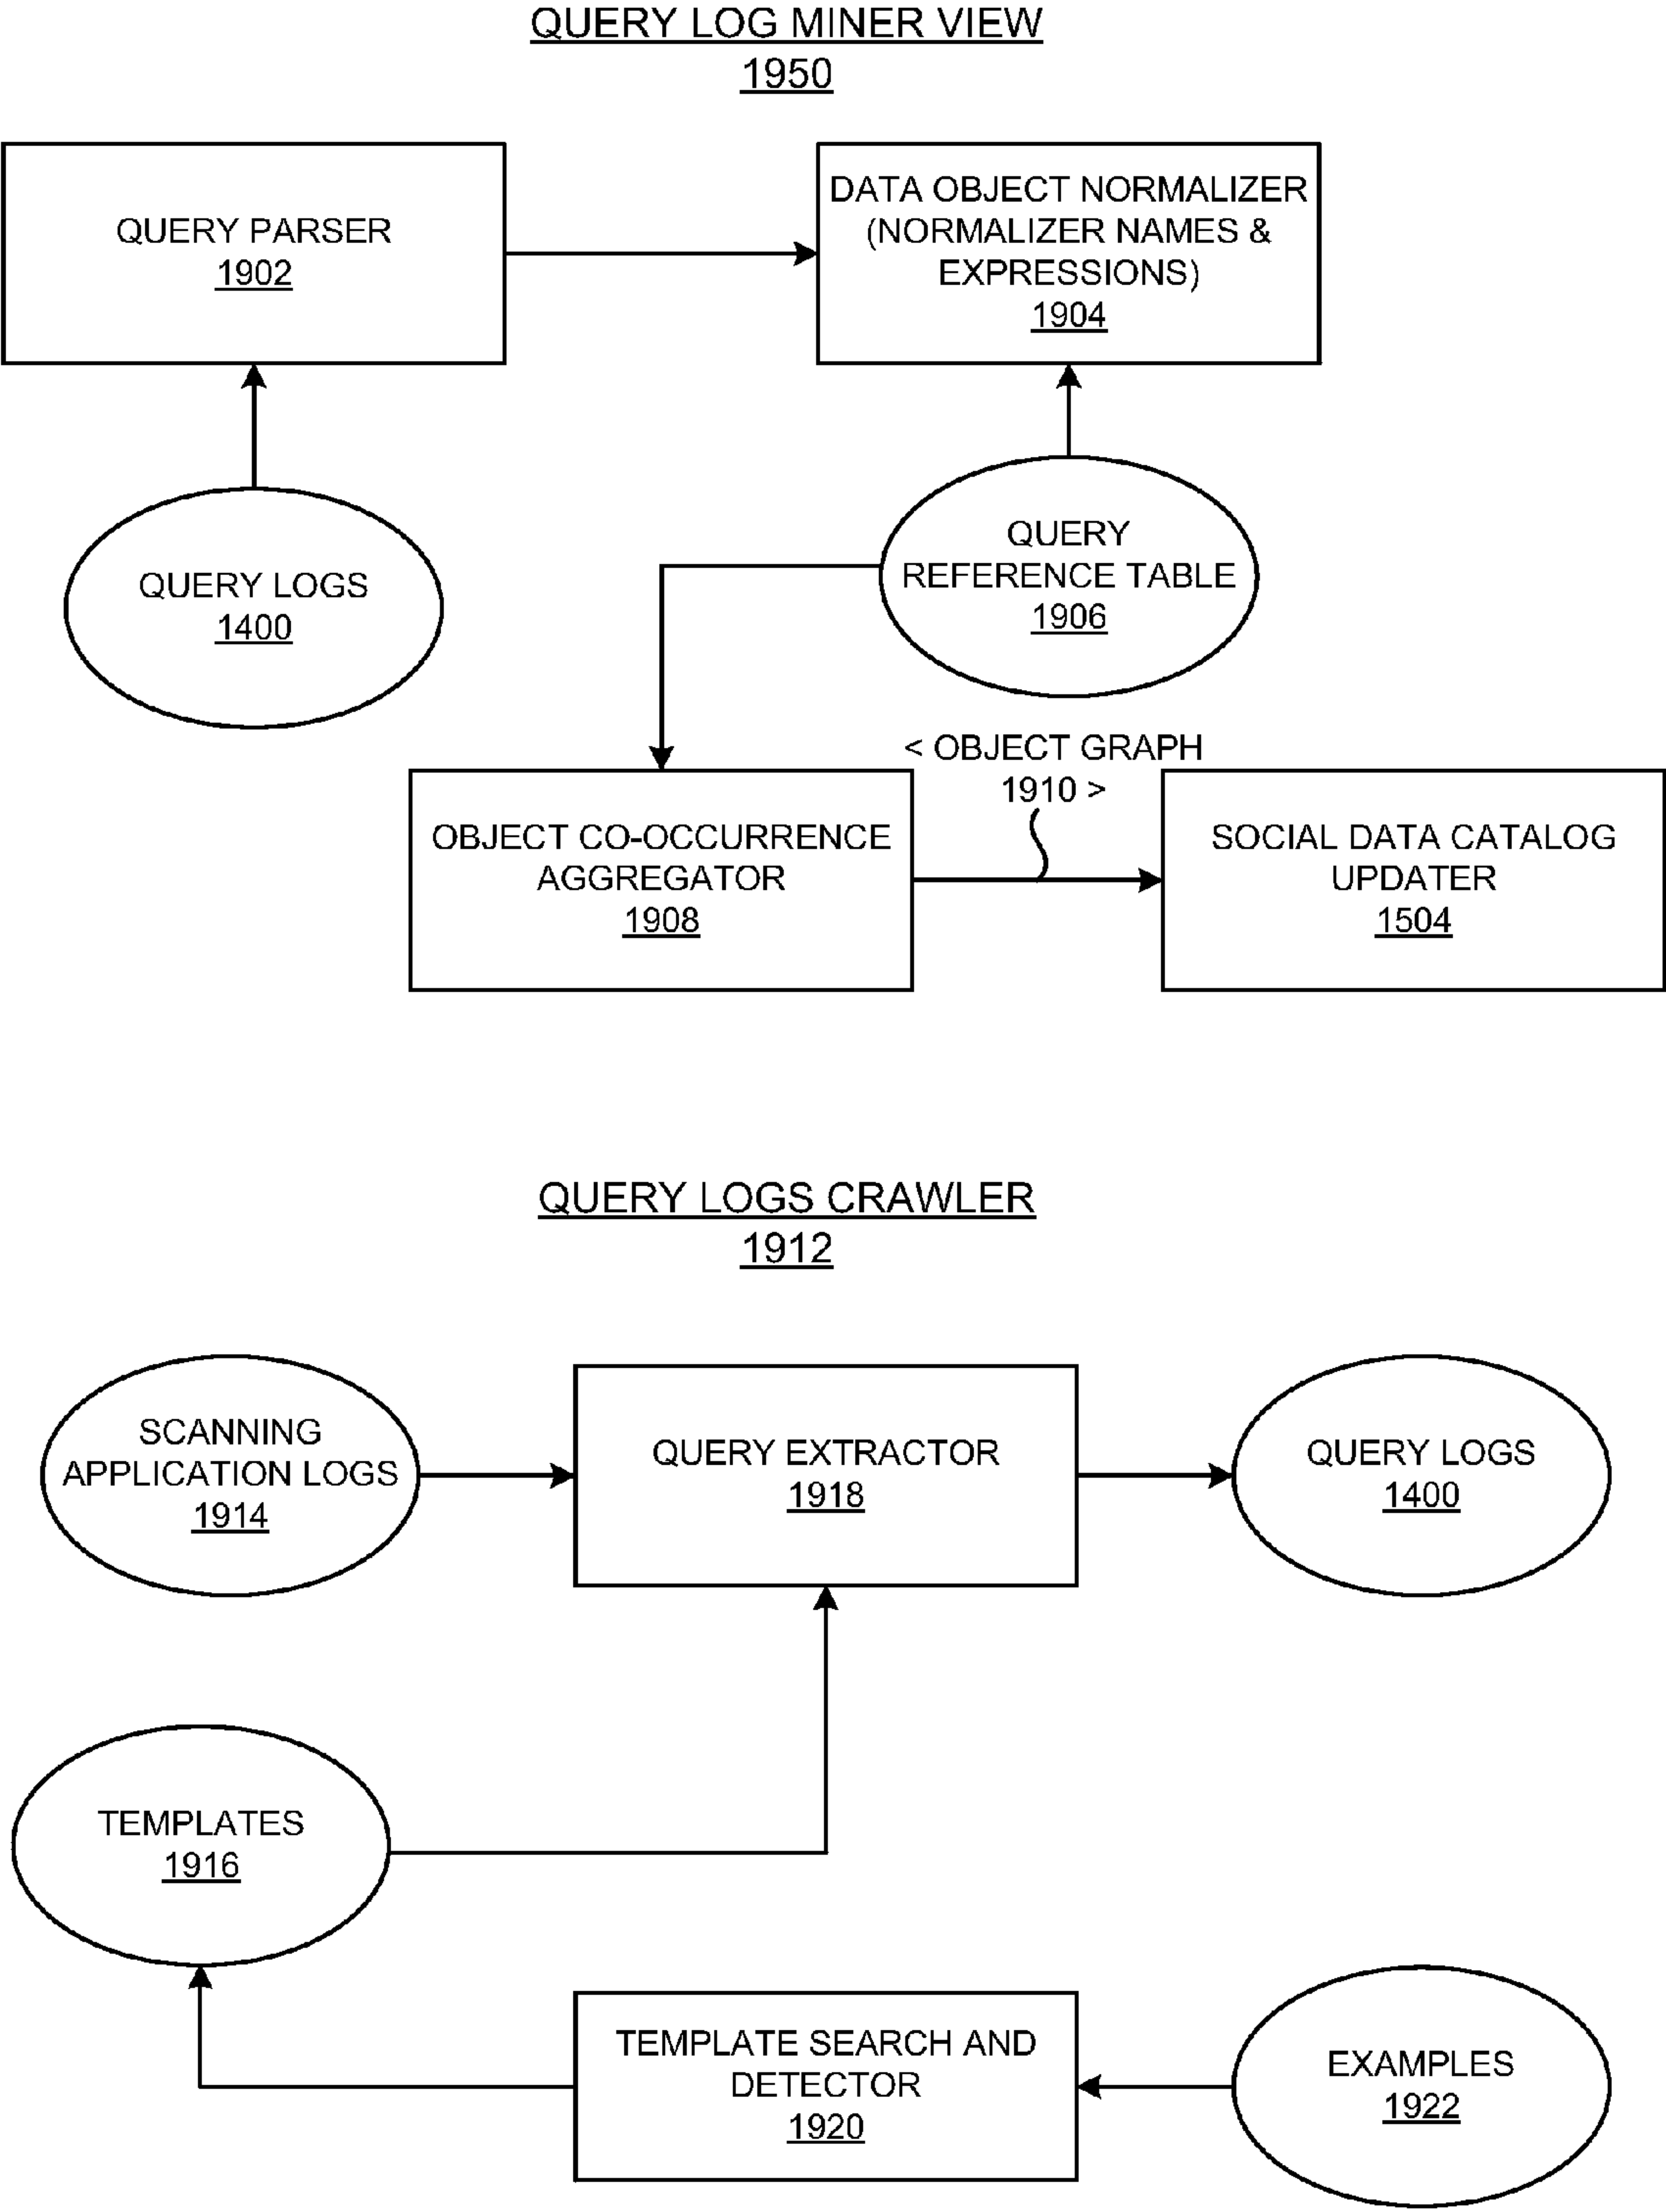 QUERY LOG MINER VIEW
1950
QUERY PARSER
1902
DATA OBJECT NORMALIZER
(NORMALIZER NAMES &
EXPRESSIONS)
1904
QUERY LOGS
1400
QUERY
REFERENCE TABLE
1906
< OBJECT GRAPH
1910 >
OBJECT CO-OCCURRENCE
AGGREGATOR
1908
SOCIAL DATA CATALOG
UPDATER
1504
QUERY LOGS CRAWLER
1912
SCANNING
APPLICATION LOGS
1914
QUERY EXTRACTOR
1918
QUERY LOGS
1400
TEMPLATES
1916
TEMPLATE SEARCH AND
DETECTOR
1920
EXAMPLES
1922